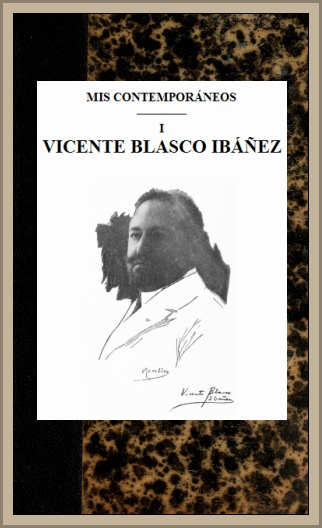 MIS CONTEMPORÁNEOS
I
VICENTE BLASCO IBÁÑEZ
Vicente Blasco
Ibáñez